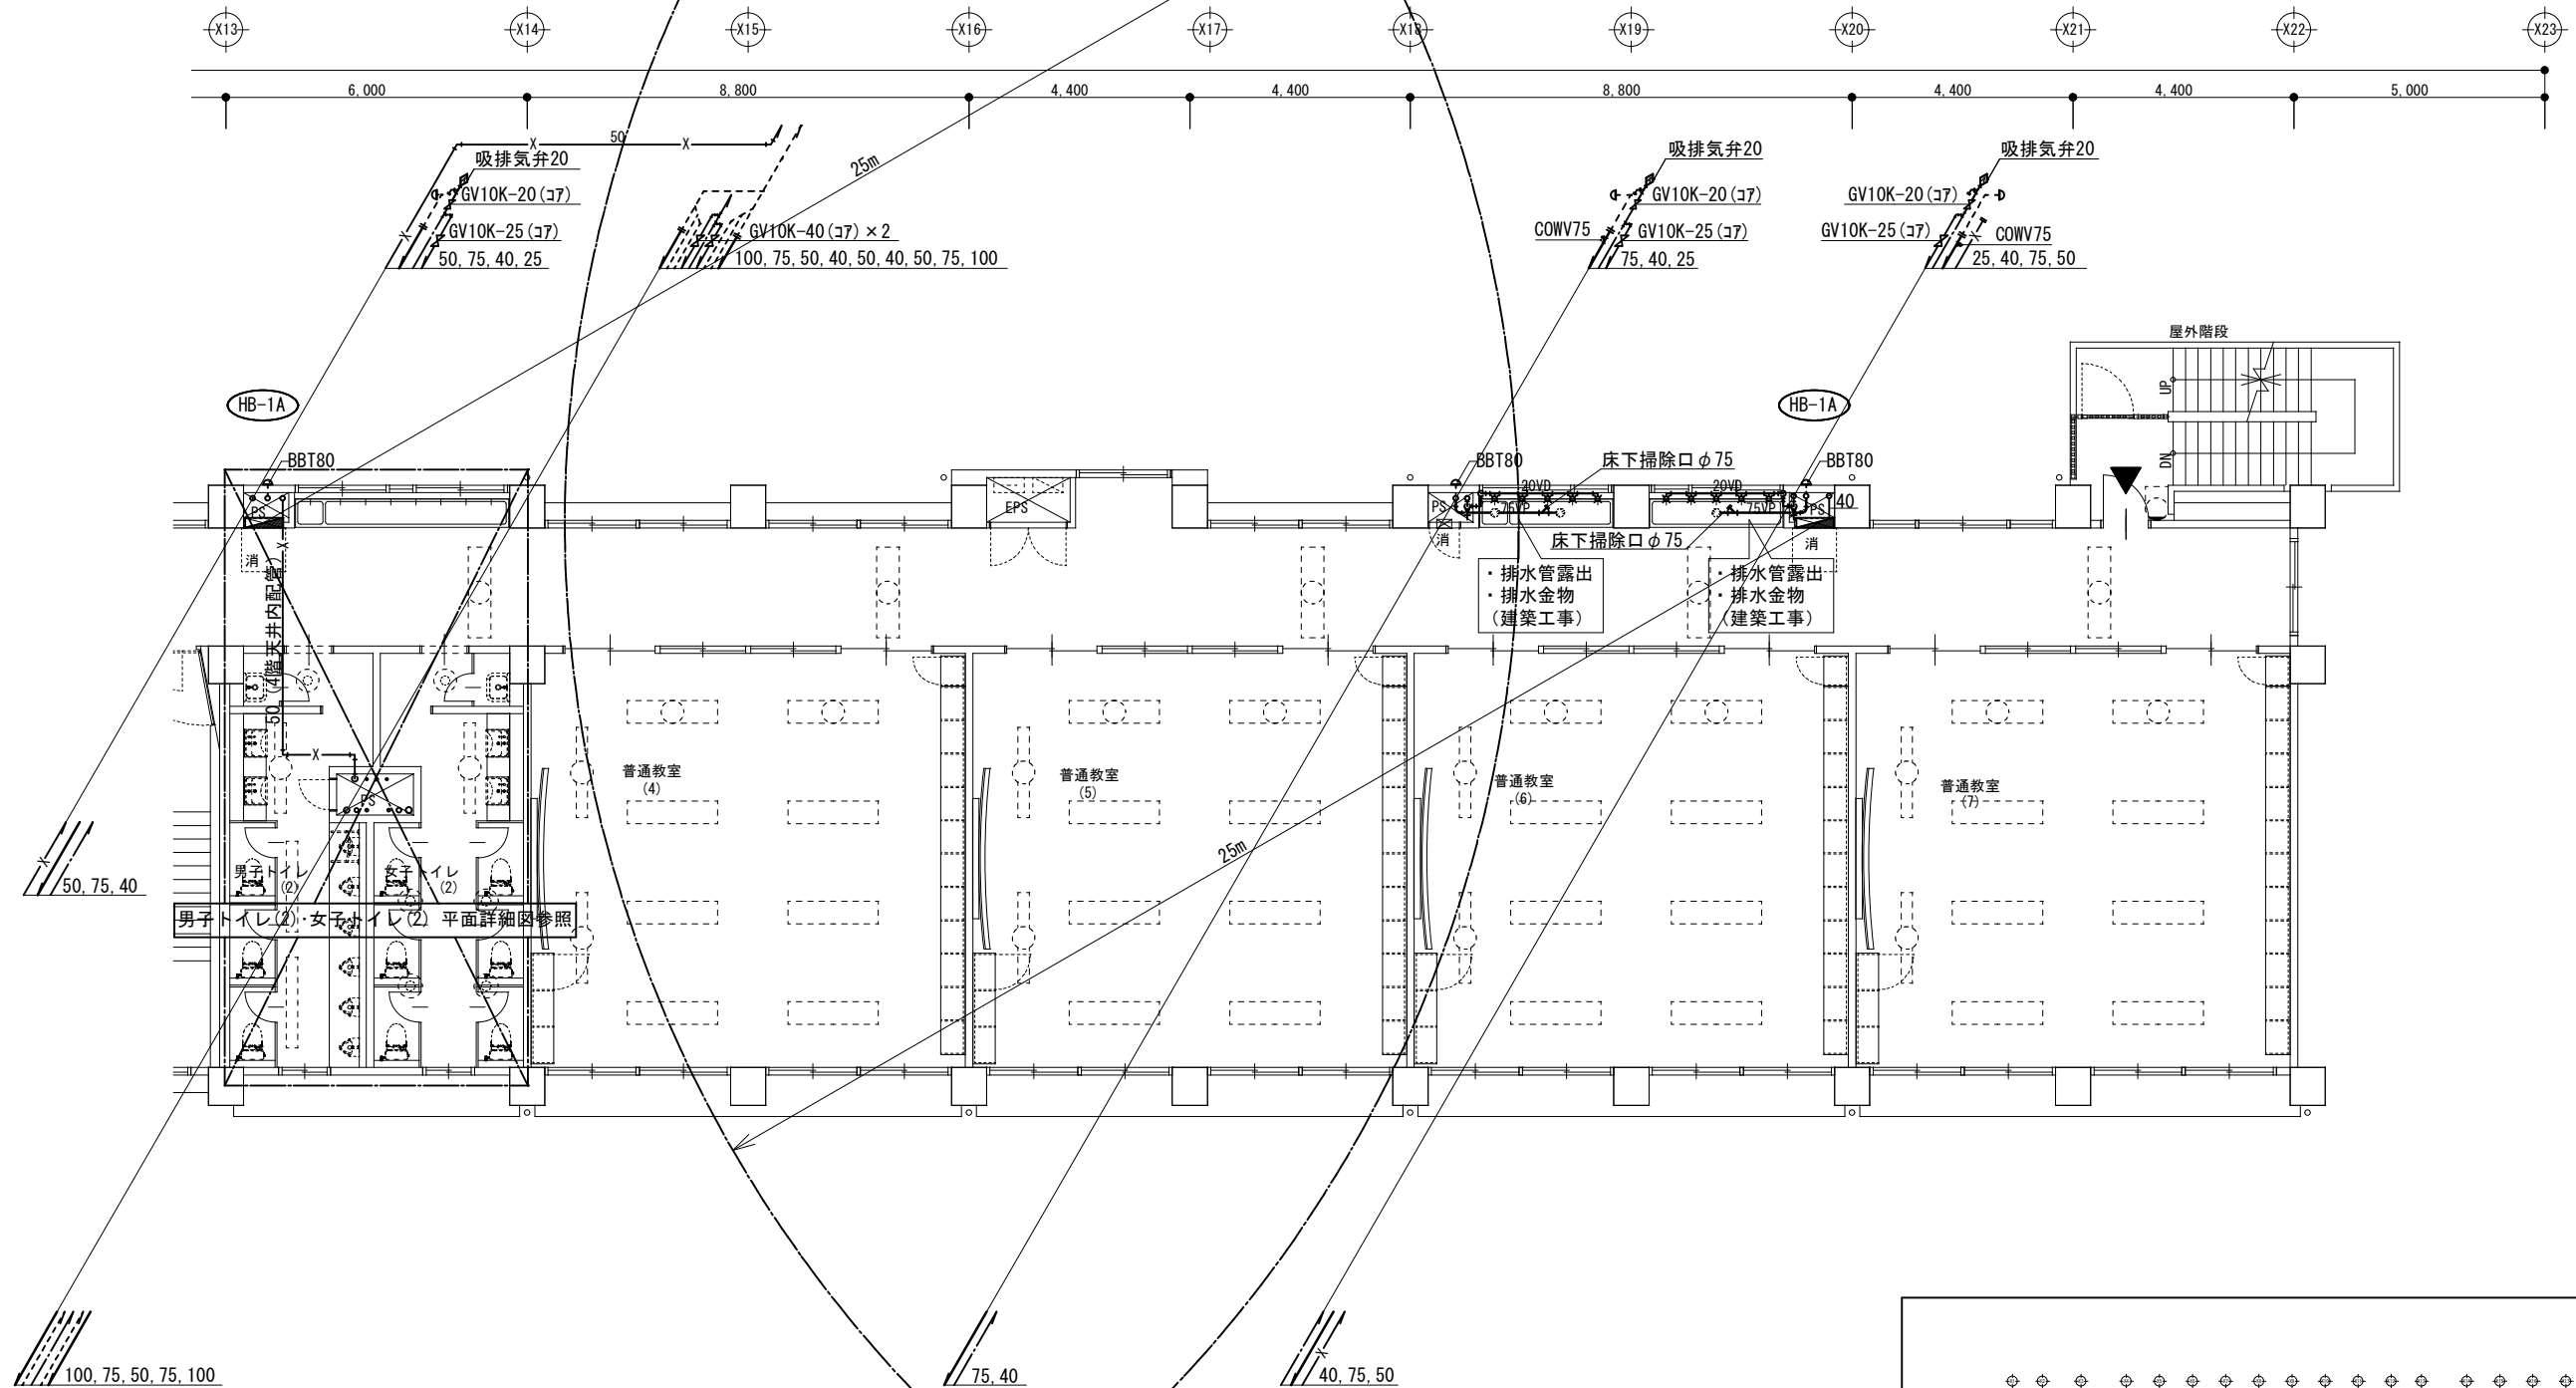 X13 X14 X15 X16 X17 X18 X19 X20 X21 X22 X23
6,000 8,800 4,400 4,400 8,800 4,400 4,400 5,000
X 50 X
25m
吸排気弁20
GV10K-20(コア)
GV10K-25(コア)
X
50,75,40,25
GV10K-40(コア)×2
100,75,50,40,50,40,50,75,100
吸排気弁20
GV10K-20(コア)
COWV75
GV10K-25(コア)
75,40,25
吸排気弁20
GV10K-20(コア)
GV10K-25(コア)
X COWV75
25,40,75,50
屋外階段
UP
DN
HB-1A
HB-1A
BBT80
BBT80
BBT80
床下掃除口φ75
20VD
20VD
PS
EPS
PS
75VP
75VP
PS
40
消
消
消
床下掃除口φ75
・排水管露出
・排水金物
(建築工事)
・排水管露出
・排水金物
(建築工事)
X
50 (4階天井内配管)
X
PS
普通教室
(4)
普通教室
(5)
普通教室
(6)
普通教室
(7)
25m
X
50,75,40
男子トイレ
(2)
女子トイレ
(2)
男子トイレ(2)・女子トイレ(2) 平面詳細図参照
100,75,50,75,100
75,40
X
40,75,50